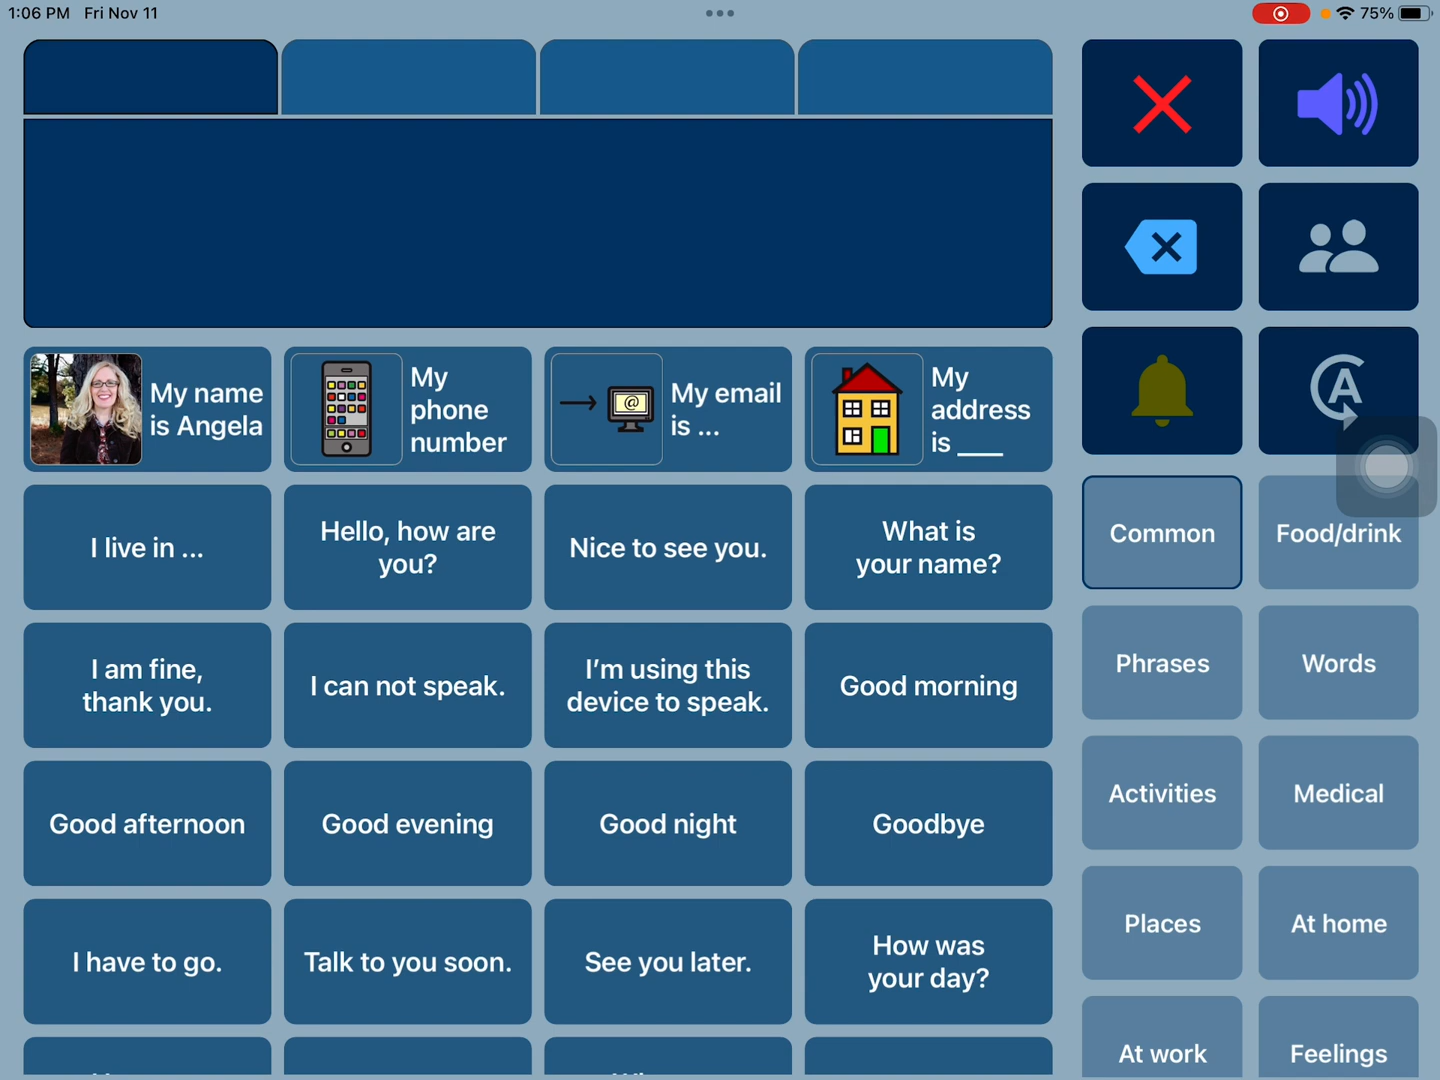 1:06 PM Fri Nov 11
75%
My name
is Angela
My
phone
number
@
My email
is ...
My
address
is ___
I live in ...
Hello, how are
you?
Nice to see you.
What is
your name?
I am fine,
thank you.
I can not speak.
I’m using this
device to speak.
Good morning
Good afternoon
Good evening
Good night
Goodbye
I have to go.
Talk to you soon.
See you later.
How was
your day?
A
Common
Food/drink
Phrases
Words
Activities
Medical
Places
At home
At work
Feelings